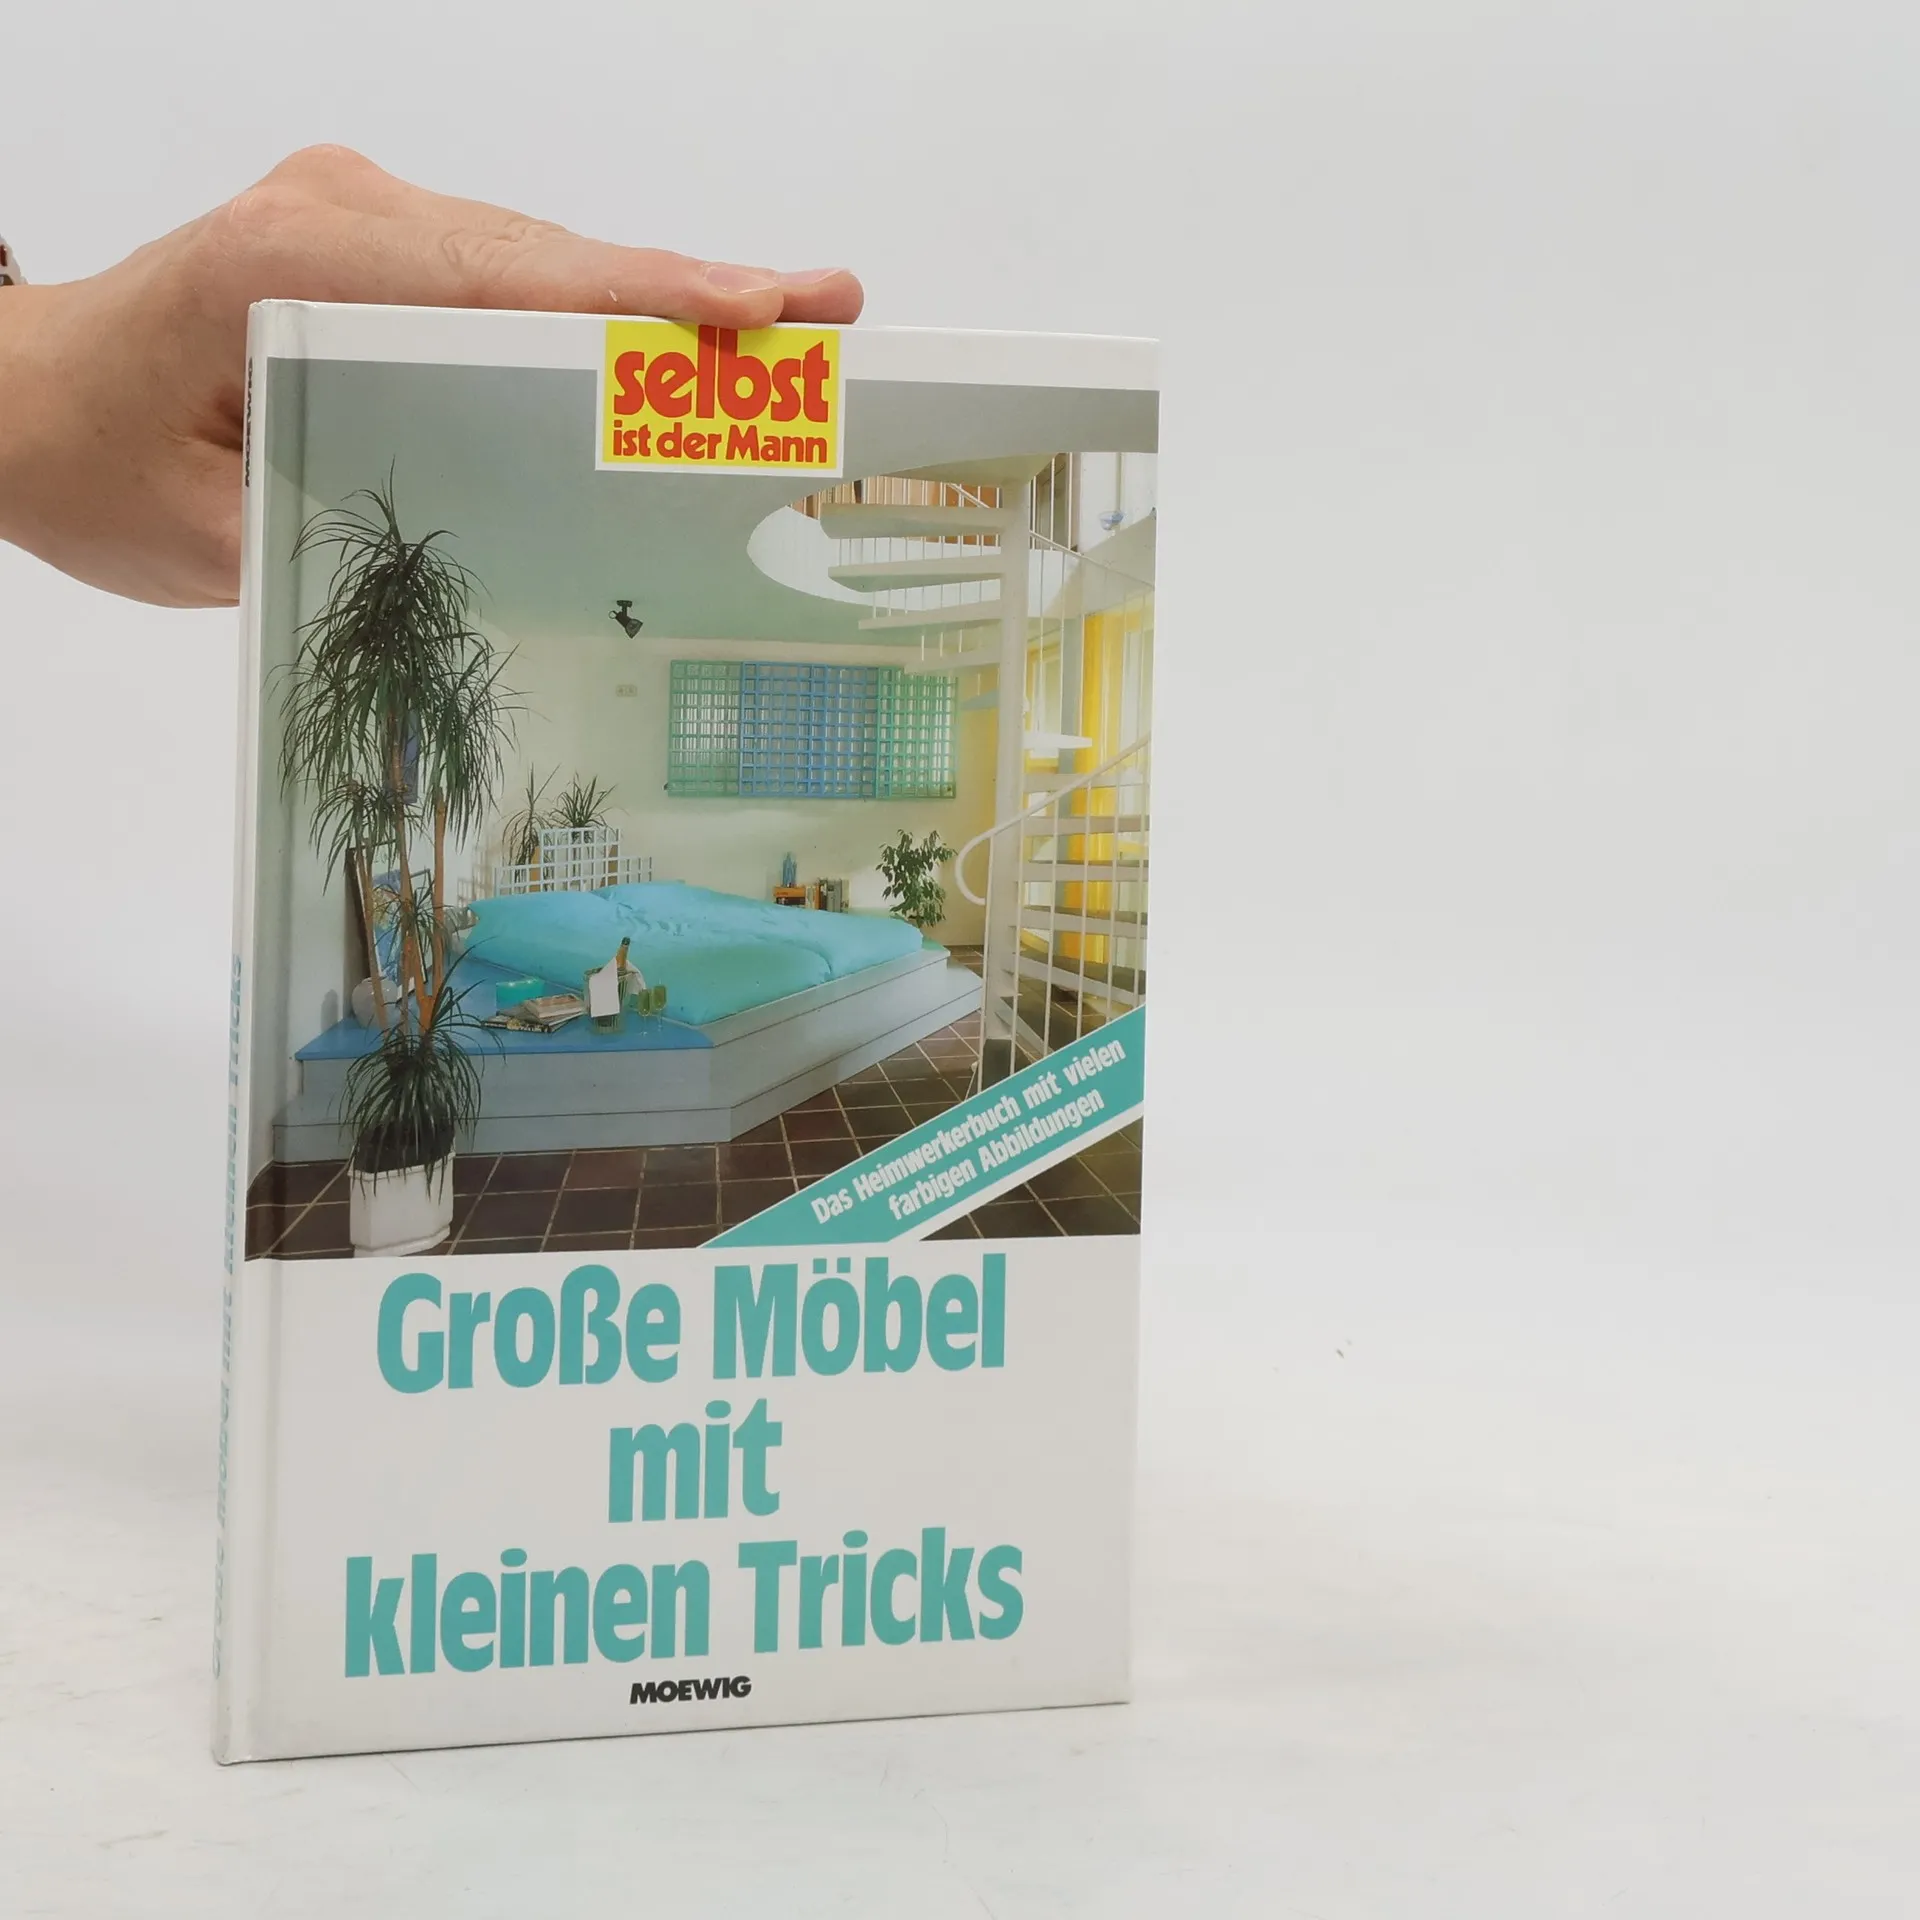 selbst
ist der Mann
Das Heimwerkerbuch mit vielen
farbigen Abbildungen
Große Möbel
mit
kleinen Tricks
MOEWIG
MOEWIG
Große Möbel mit kleinen Tricks